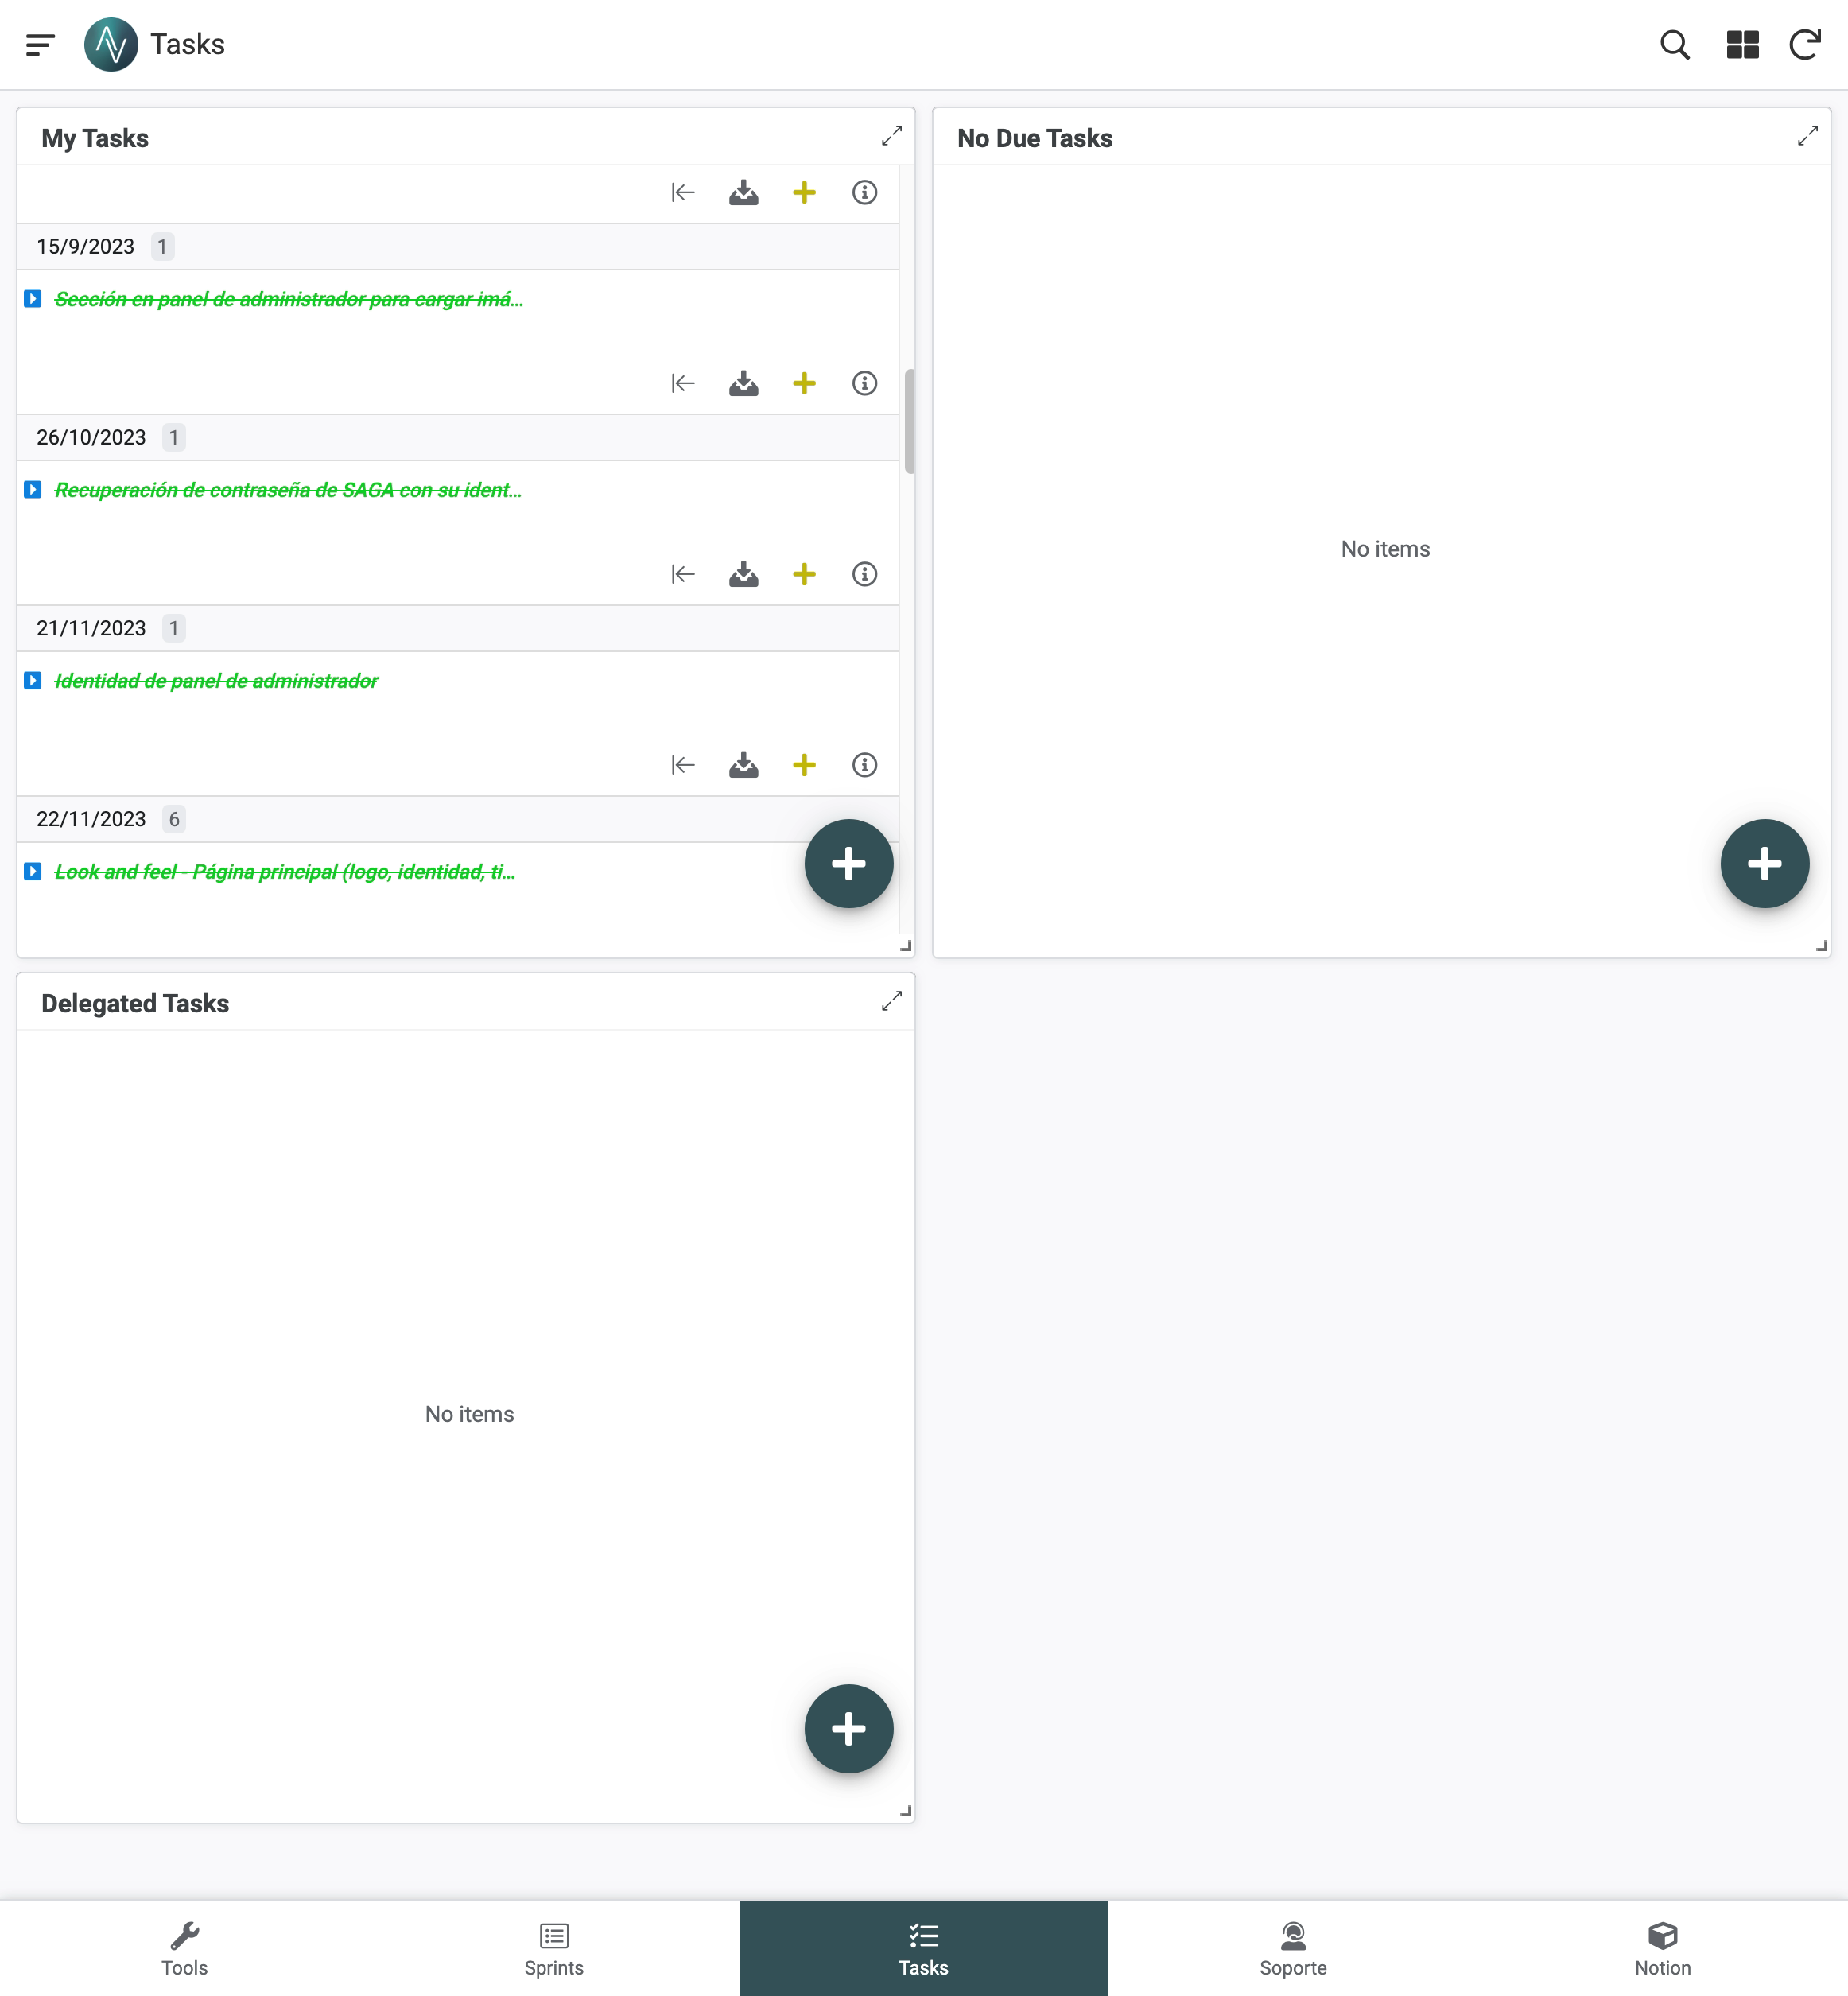 Tasks
My Tasks
15/9/2023 1
Sección en panel de administrador para cargar imá...
26/10/2023 1
Recuperación de contraseña de SAGA con su ident...
21/11/2023 1
Identidad de panel de administrador
22/11/2023 6
Look and feel - Página principal (logo, identidad, ti...
No Due Tasks
No items
Delegated Tasks
No items
Tools
Sprints
Tasks
Soporte
Notion